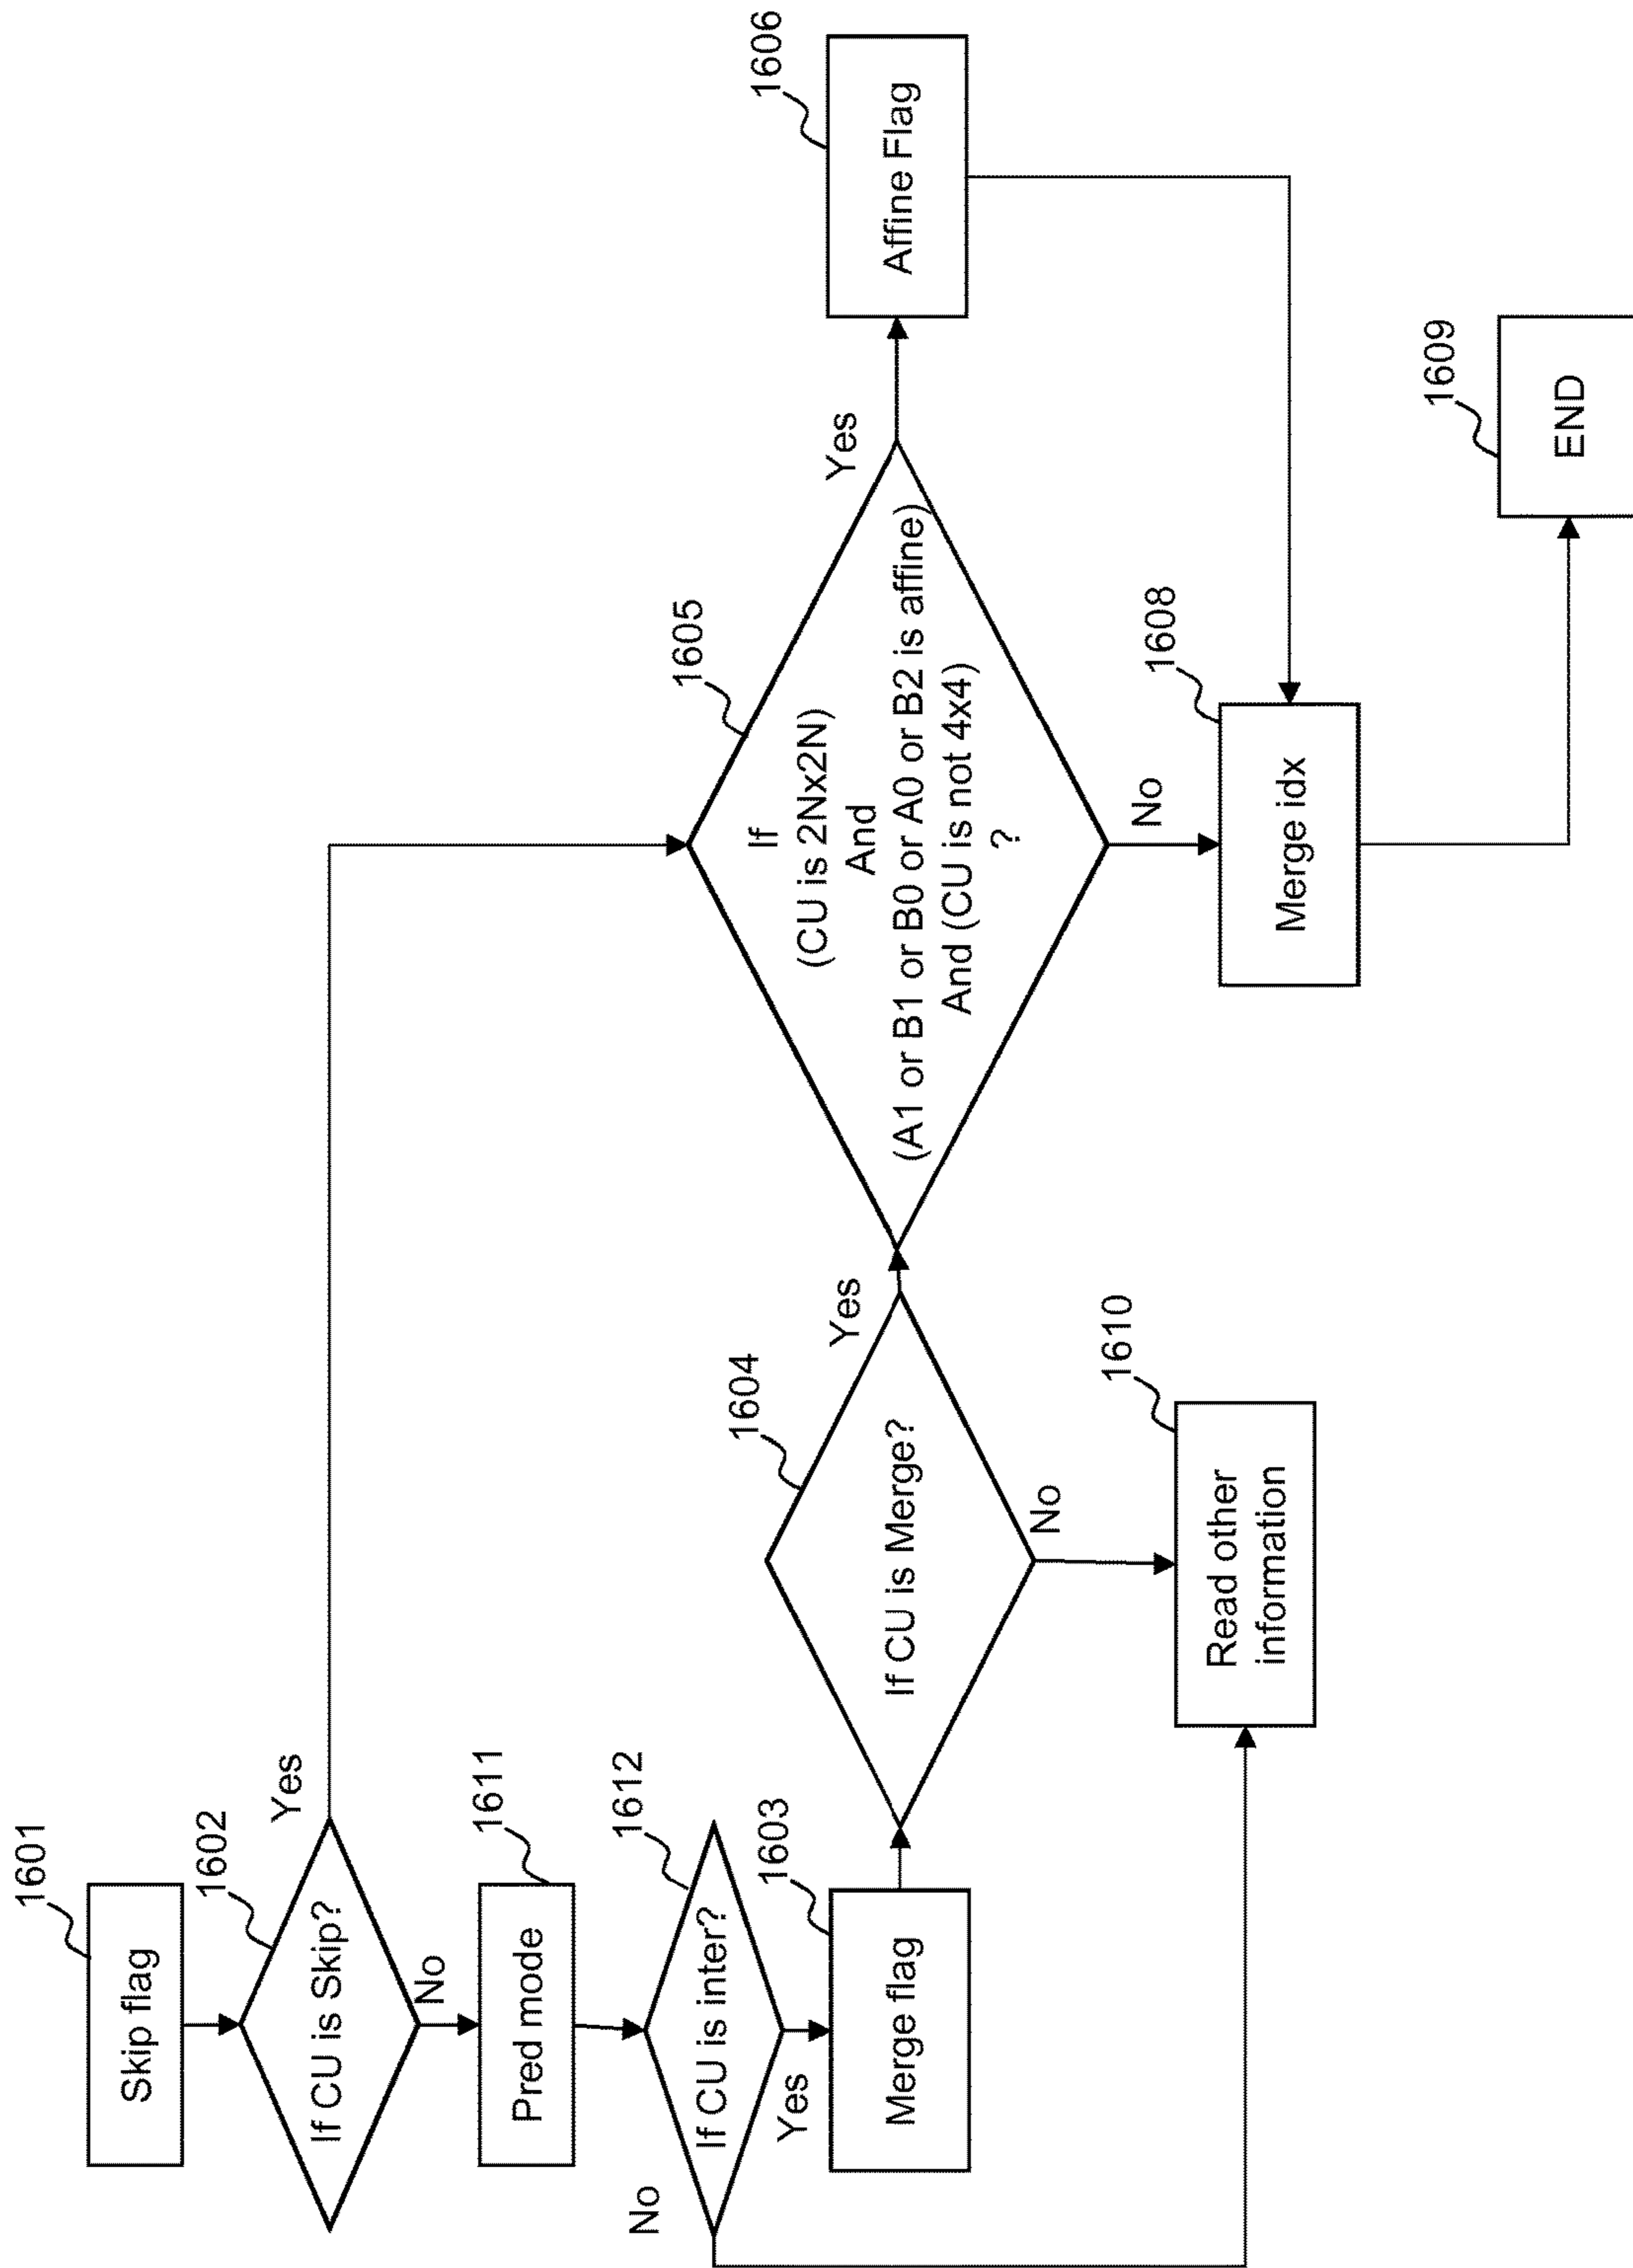 1601
Skip flag
1602
If CU is Skip?
Yes
No
1611
Pred mode
1612
If CU is inter?
No
Yes
1603
Merge flag
1604
If CU is Merge?
Yes
No
1610
Read other
information
1605
If
(CU is 2Nx2N)
And
(A1 or B1 or B0 or A0 or B2 is affine)
And (CU is not 4x4)
?
Yes
No
1606
Affine Flag
1608
Merge idx
1609
END